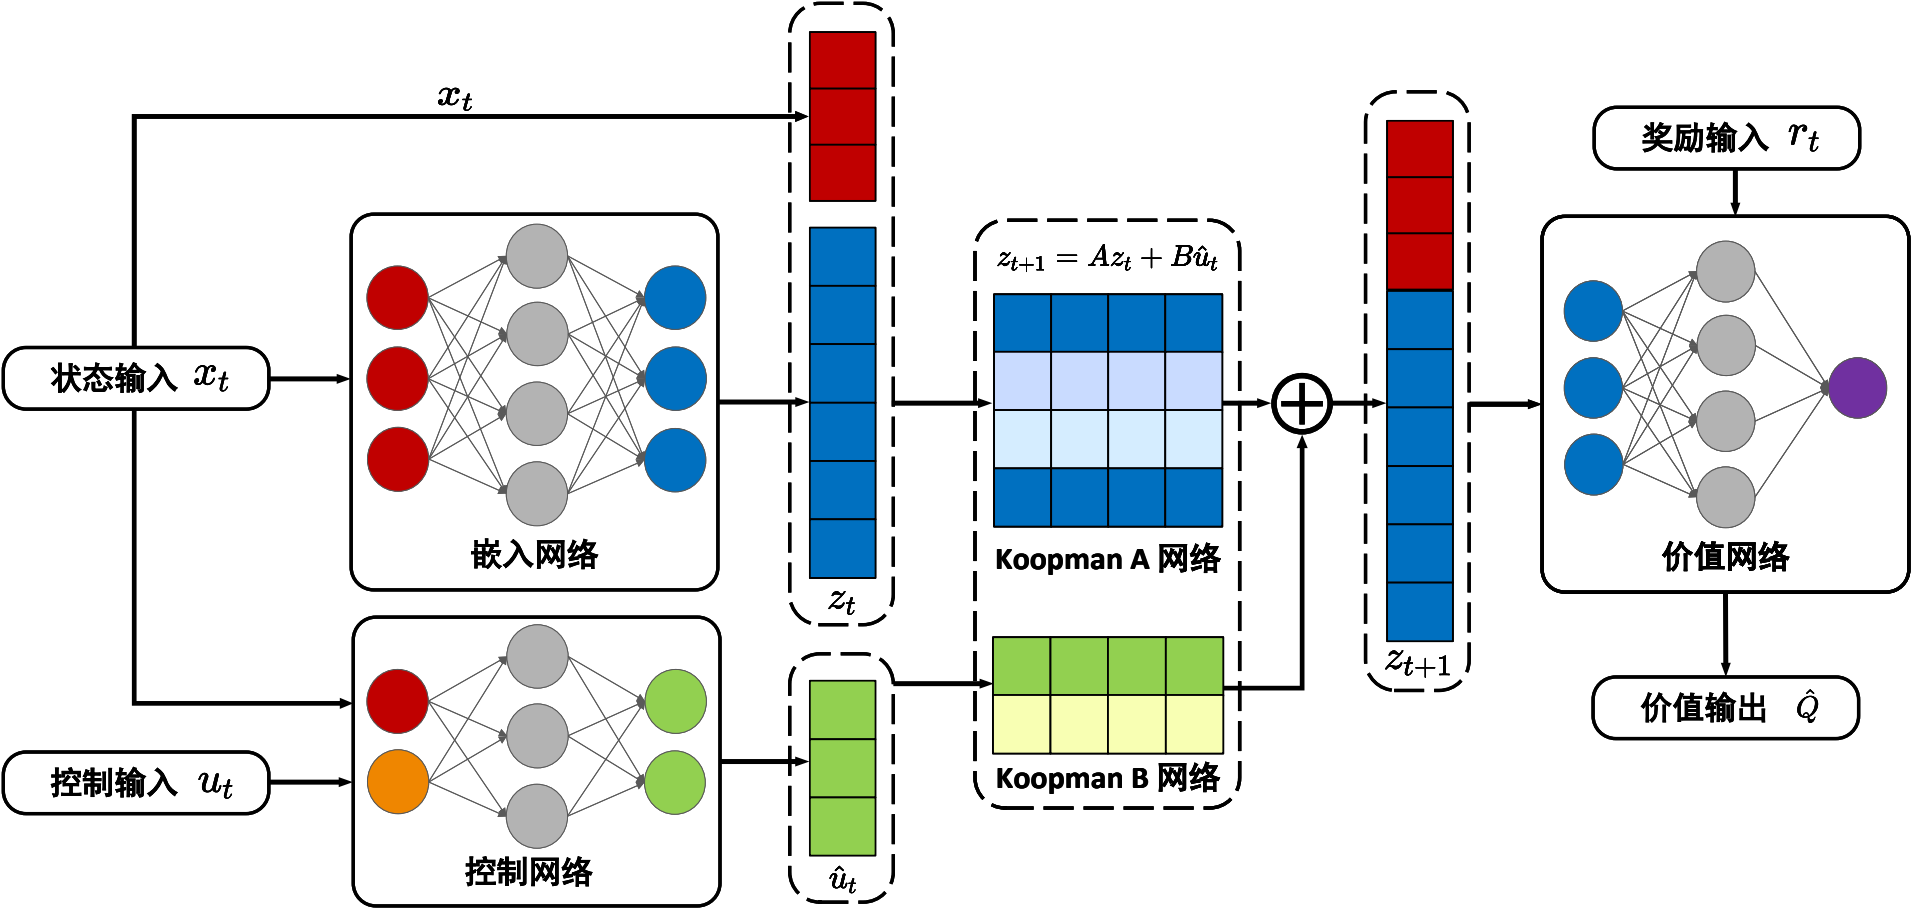 x_t
状态输入 x_t
嵌入网络
控制输入 u_t
控制网络
z_t
û_t
z_{t+1} = Az_t + Bû_t
Koopman A 网络
Koopman B 网络
z_{t+1}
奖励输入 r_t
价值网络
价值输出 Q̂